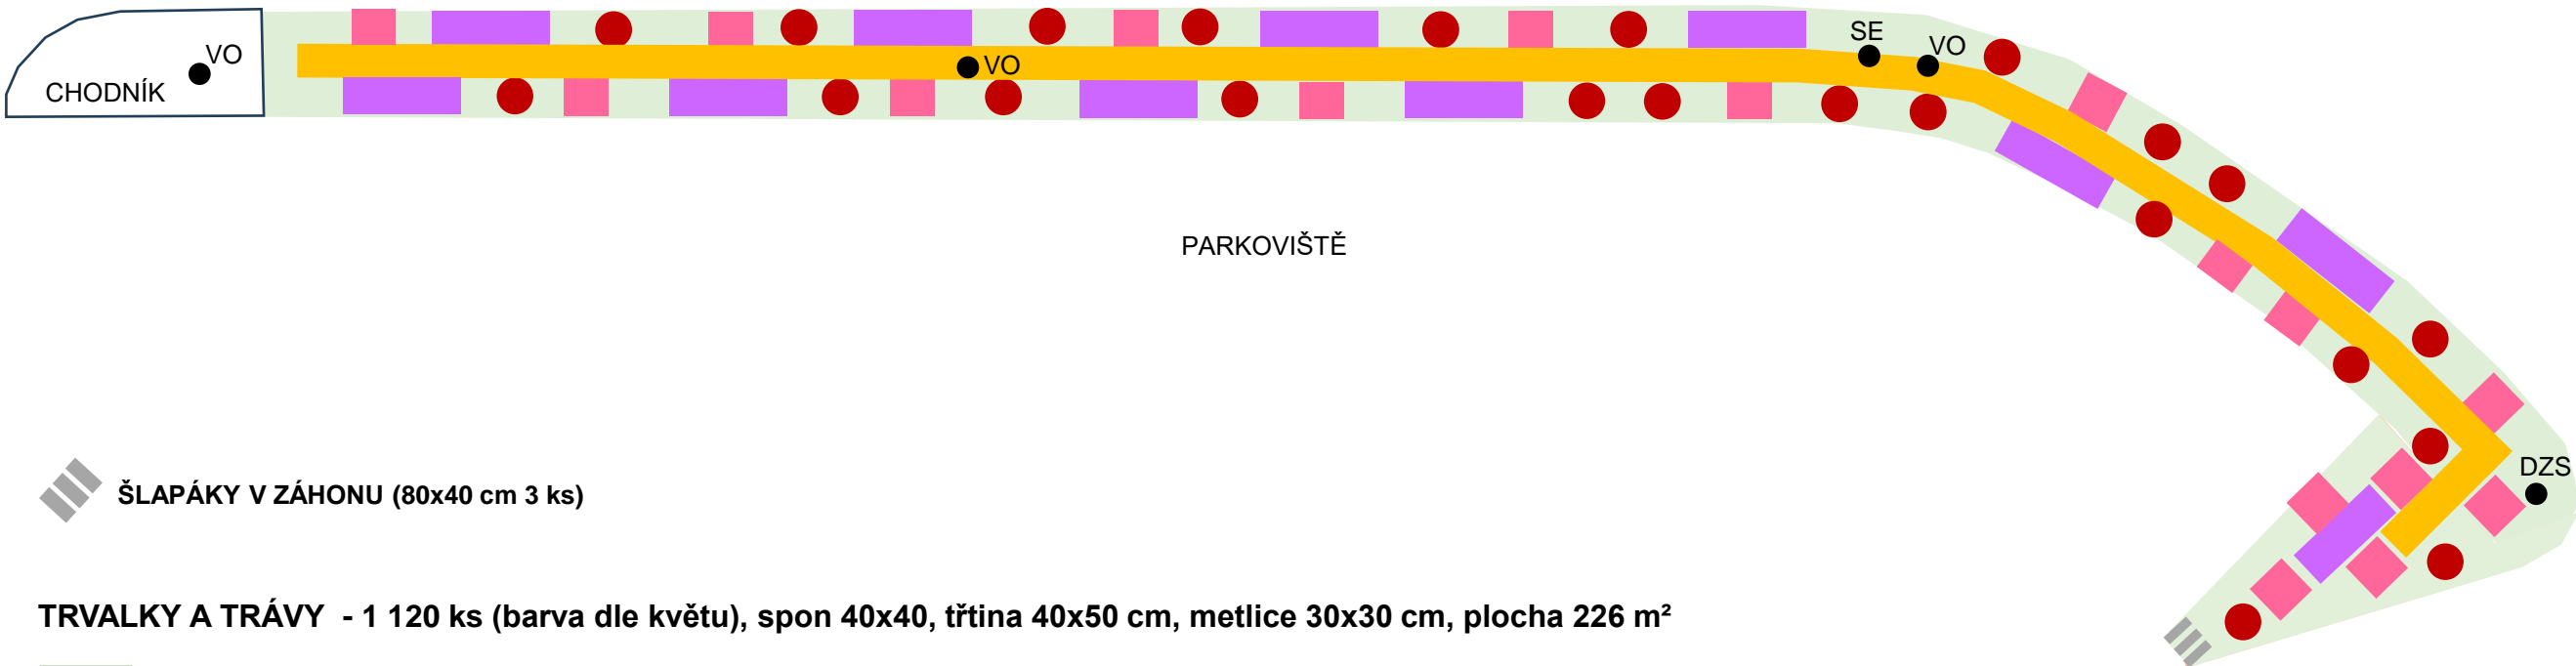 SE
VO
VO
VO
CHODNÍK
PARKOVIŠTĚ
DZS
ŠLAPÁKY V ZÁHONU (80x40 cm 3 ks)
TRVALKY A TRÁVY - 1 120 ks (barva dle květu), spon 40x40, třtina 40x50 cm, metlice 30x30 cm, plocha 226 m²